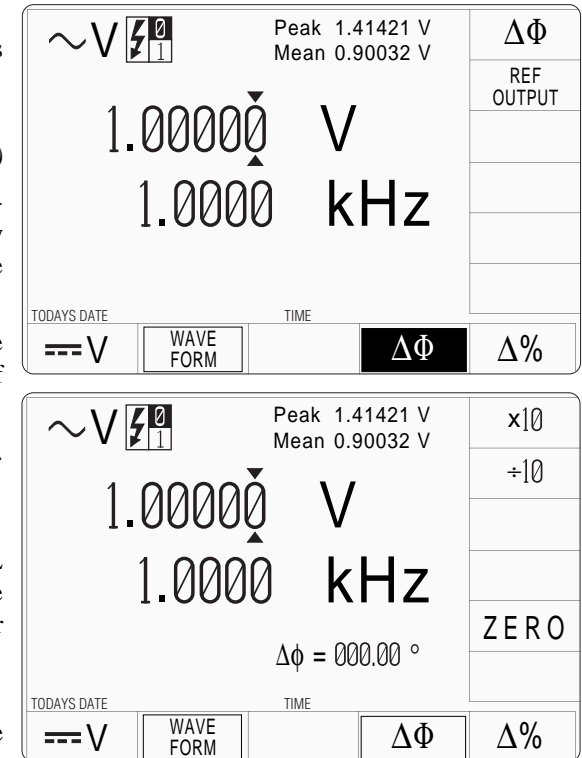 ∼V 0 1 Peak 1.41421 V ΔΦ
Mean 0.90032 V
REF
OUTPUT
1.00000 V
1.0000 kHz
TODAYS DATE TIME
V WAVE FORM ΔΦ Δ%
∼V 0 1 Peak 1.41421 V x10
Mean 0.90032 V
÷10
1.00000 V
1.0000 kHz
ZERO
Δϕ = 000.00 °
TODAYS DATE TIME
V WAVE FORM ΔΦ Δ%